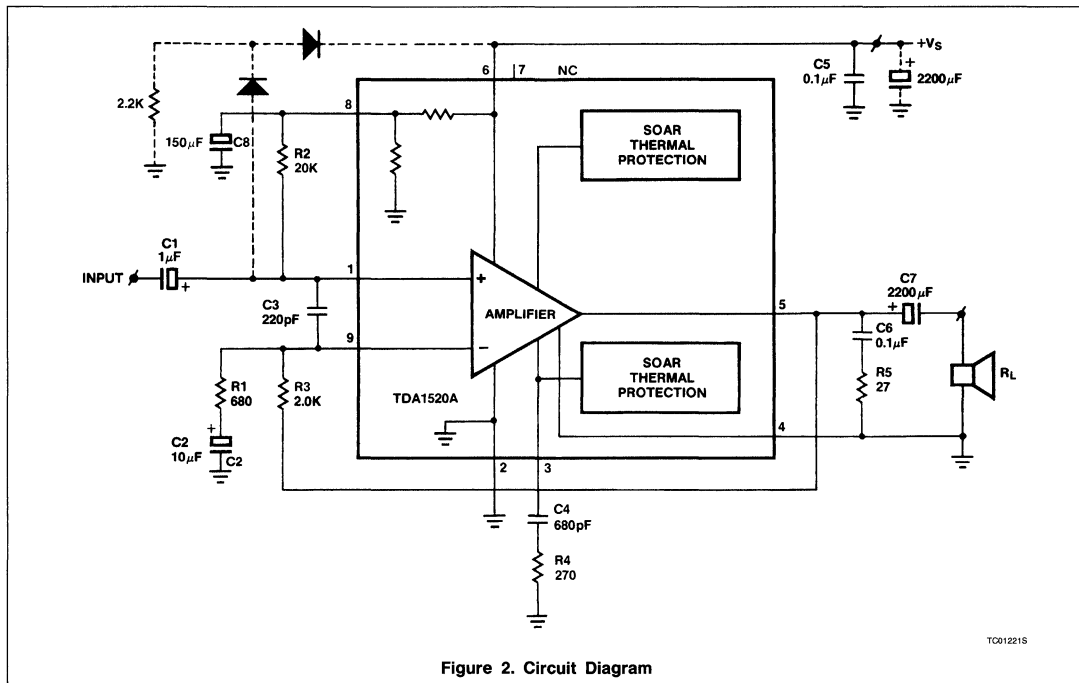 +VS
6
7
NC
C5
0.1μF
+
2200μF
2.2K
8
150μF
C8
R2
20K
SOAR
THERMAL
PROTECTION
C1
1μF
INPUT
+
1
+
C3
220pF
AMPLIFIER
5
C7
2200μF
+
C6
0.1μF
9
−
R1
680
R3
2.0K
SOAR
THERMAL
PROTECTION
R5
27
RL
TDA1520A
+
C2
10μF
C2
4
2
3
C4
680pF
R4
270
TC01221S
Figure 2. Circuit Diagram